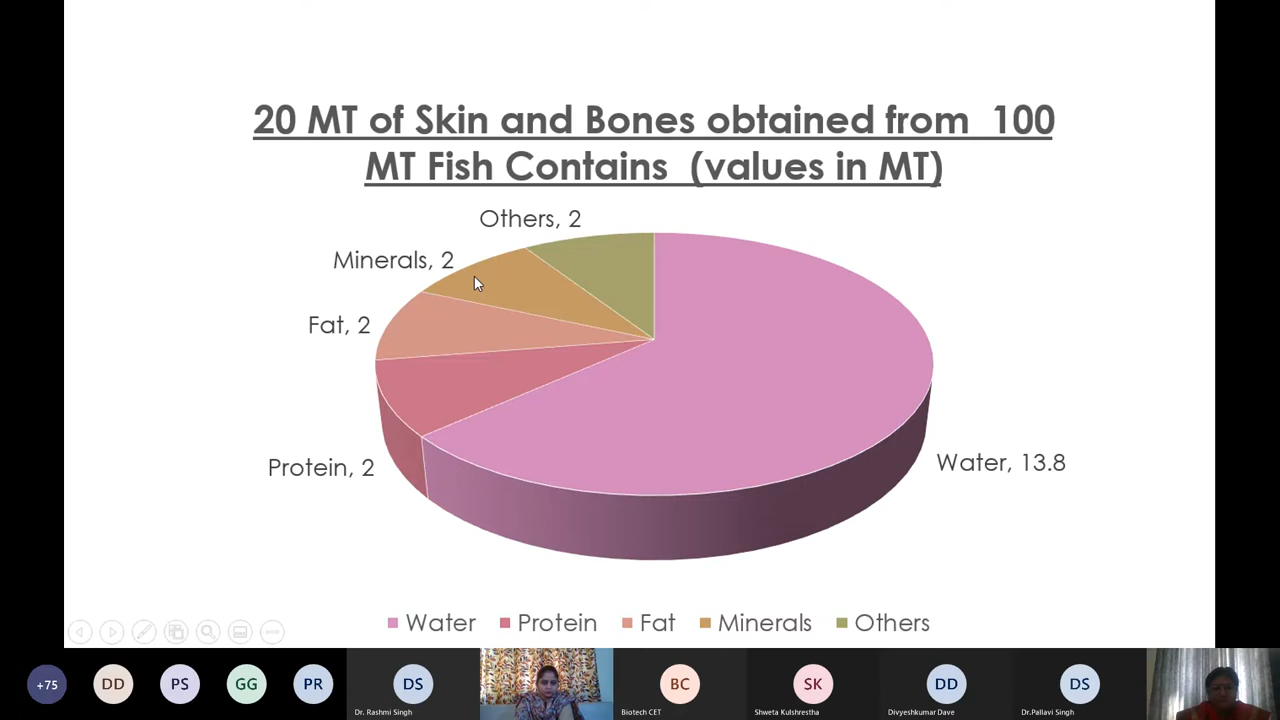 20 MT of Skin and Bones obtained from 100
MT Fish Contains (values in MT)
Others, 2
Minerals, 2
Fat, 2
Protein, 2
Water, 13.8
Water Protein Fat Minerals Others
+75 DD PS GG PR DS BC SK DD DS
Dr. Rashmi Singh Biotech CET Shweta Kulshrestha Divyeshkumar Dave Dr.Pallavi Singh